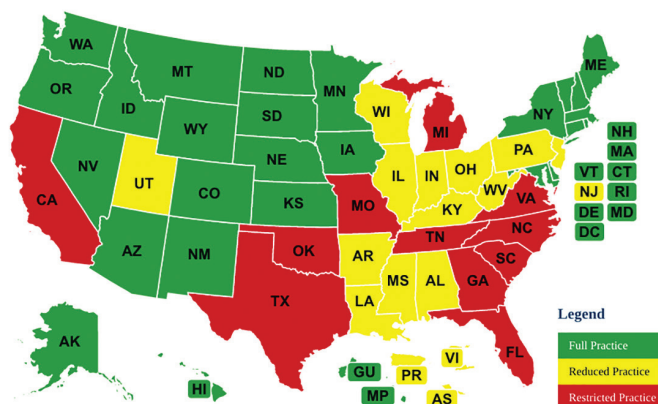 WA
MT
ND
MN
ME
OR
ID
SD
WI
MI
NY
WY
NH
IA
PA
MA
NE
NV
OH
VT
CT
IL
IN
UT
NJ
RI
CO
WV
CA
KS
MO
KY
VA
DE
MD
DC
NC
TN
OK
AZ
NM
AR
SC
MS
AL
GA
LA
TX
Legend
AK
Full Practice
FL
VI
GU
PR
Reduced Practice
HI
MP
AS
Restricted Practice